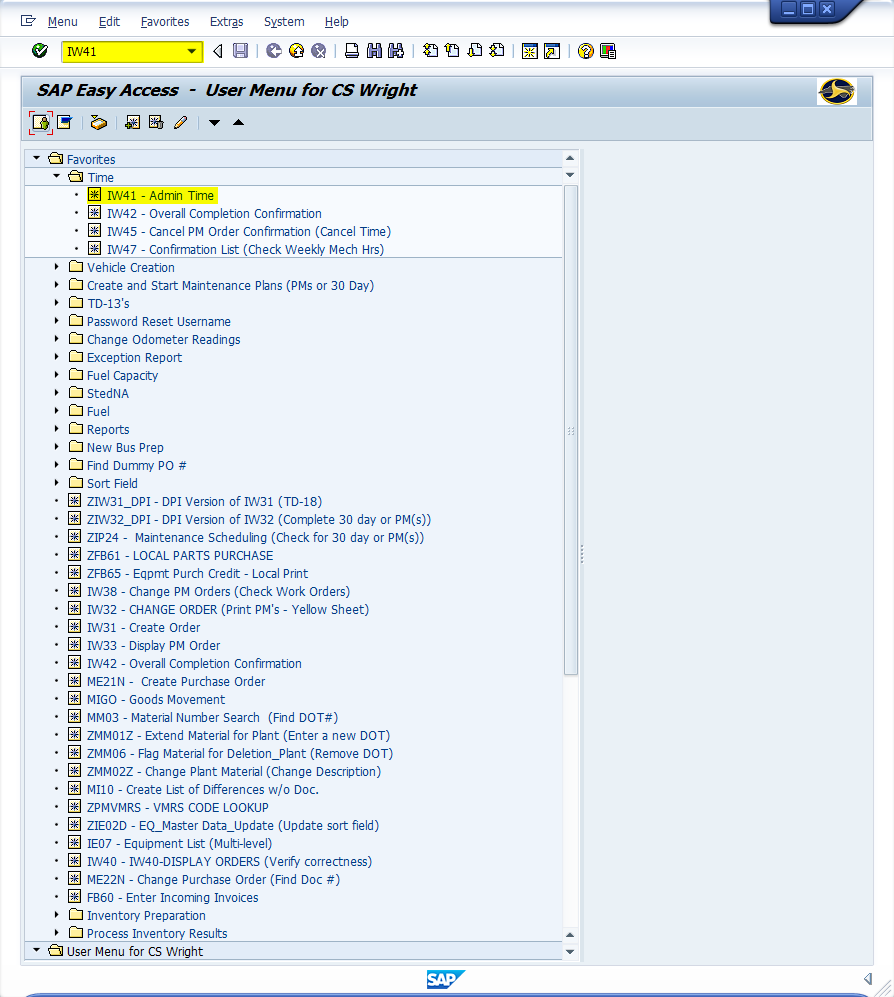 Menu Edit Favorites Extras System Help
IW41
SAP Easy Access - User Menu for CS Wright
Favorites
Time
IW41 - Admin Time
IW42 - Overall Completion Confirmation
IW45 - Cancel PM Order Confirmation (Cancel Time)
IW47 - Confirmation List (Check Weekly Mech Hrs)
Vehicle Creation
Create and Start Maintenance Plans (PMs or 30 Day)
TD-13's
Password Reset Username
Change Odometer Readings
Exception Report
Fuel Capacity
StedNA
Fuel
Reports
New Bus Prep
Find Dummy PO #
Sort Field
ZIW31_DPI - DPI Version of IW31 (TD-18)
ZIW32_DPI - DPI Version of IW32 (Complete 30 day or PM(s))
ZIP24 -  Maintenance Scheduling (Check for 30 day or PM(s))
ZFB61 - LOCAL PARTS PURCHASE
ZFB65 - Eqpmt Purch Credit - Local Print
IW38 - Change PM Orders (Check Work Orders)
IW32 - CHANGE ORDER (Print PM's - Yellow Sheet)
IW31 - Create Order
IW33 - Display PM Order
IW42 - Overall Completion Confirmation
ME21N -  Create Purchase Order
MIGO - Goods Movement
MM03 - Material Number Search  (Find DOT#)
ZMM01Z - Extend Material for Plant (Enter a new DOT)
ZMM06 - Flag Material for Deletion_Plant (Remove DOT)
ZMM02Z - Change Plant Material (Change Description)
MI10 - Create List of Differences w/o Doc.
ZPMVMRS - VMRS CODE LOOKUP
ZIE02D - EQ_Master Data_Update (Update sort field)
IE07 - Equipment List (Multi-level)
IW40 - IW40-DISPLAY ORDERS (Verify correctness)
ME22N - Change Purchase Order (Find Doc #)
FB60 - Enter Incoming Invoices
Inventory Preparation
Process Inventory Results
User Menu for CS Wright
SAP